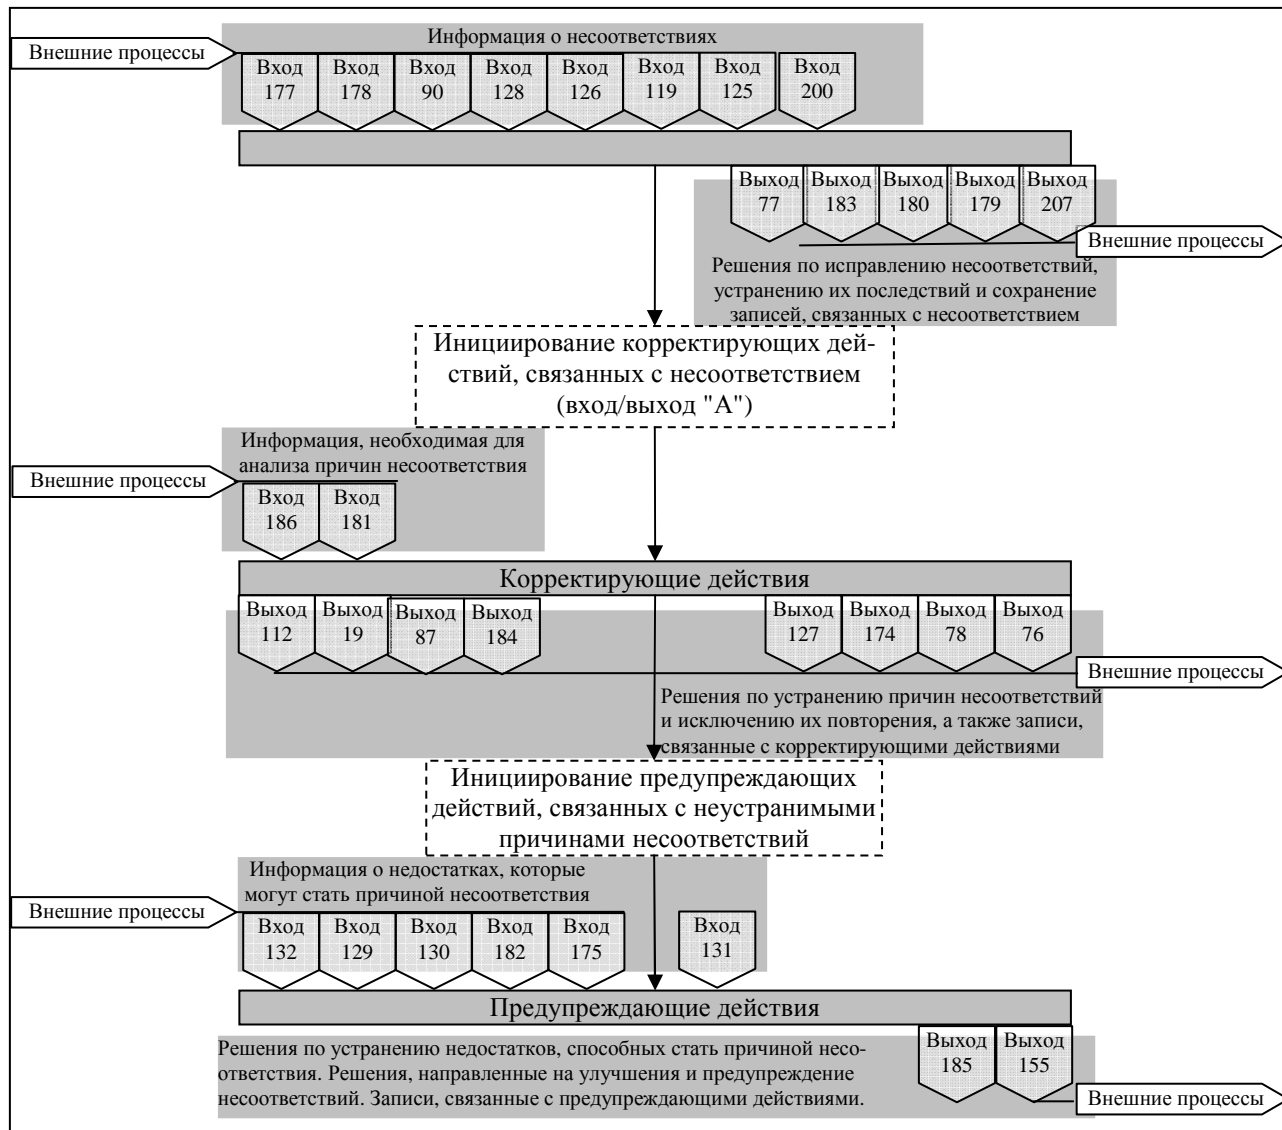 Информация о несоответствиях
Внешние процессы
Вход 177
Вход 178
Вход 90
Вход 128
Вход 126
Вход 119
Вход 125
Вход 200
Выход 77
Выход 183
Выход 180
Выход 179
Выход 207
Внешние процессы
Решения по исправлению несоответствий,
устранению их последствий и сохранение
записей, связанных с несоответствием
Инициирование корректирующих дей-
ствий, связанных с несоответствием
(вход/выход "А")
Информация, необходимая для
анализа причин несоответствия
Внешние процессы
Вход 186
Вход 181
Корректирующие действия
Выход 112
Выход 19
Выход 87
Выход 184
Выход 127
Выход 174
Выход 78
Выход 76
Внешние процессы
Решения по устранению причин несоответствий
и исключению их повторения, а также записи,
связанные с корректирующими действиями
Инициирование предупреждающих
действий, связанных с неустранимыми
причинами несоответствий
Информация о недостатках, которые
могут стать причиной несоответствия
Внешние процессы
Вход 132
Вход 129
Вход 130
Вход 182
Вход 175
Вход 131
Предупреждающие действия
Выход 185
Выход 155
Решения по устранению недостатков, способных стать причиной несо-
ответствия. Решения, направленные на улучшения и предупреждение
несоответствий. Записи, связанные с предупреждающими действиями.
Внешние процессы